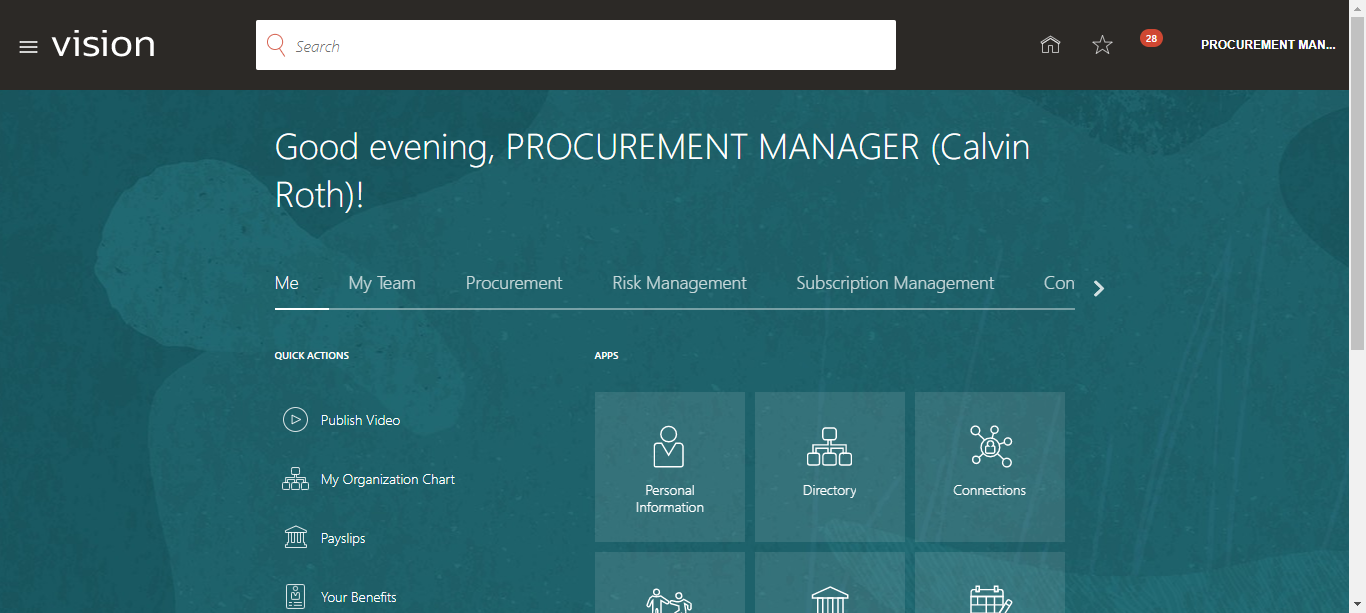 vision
Search
28
PROCUREMENT MAN...
Good evening, PROCUREMENT MANAGER (Calvin
Roth)!
Me
My Team
Procurement
Risk Management
Subscription Management
Con
QUICK ACTIONS
APPS
Publish Video
My Organization Chart
Payslips
Your Benefits
Personal
Information
Directory
Connections